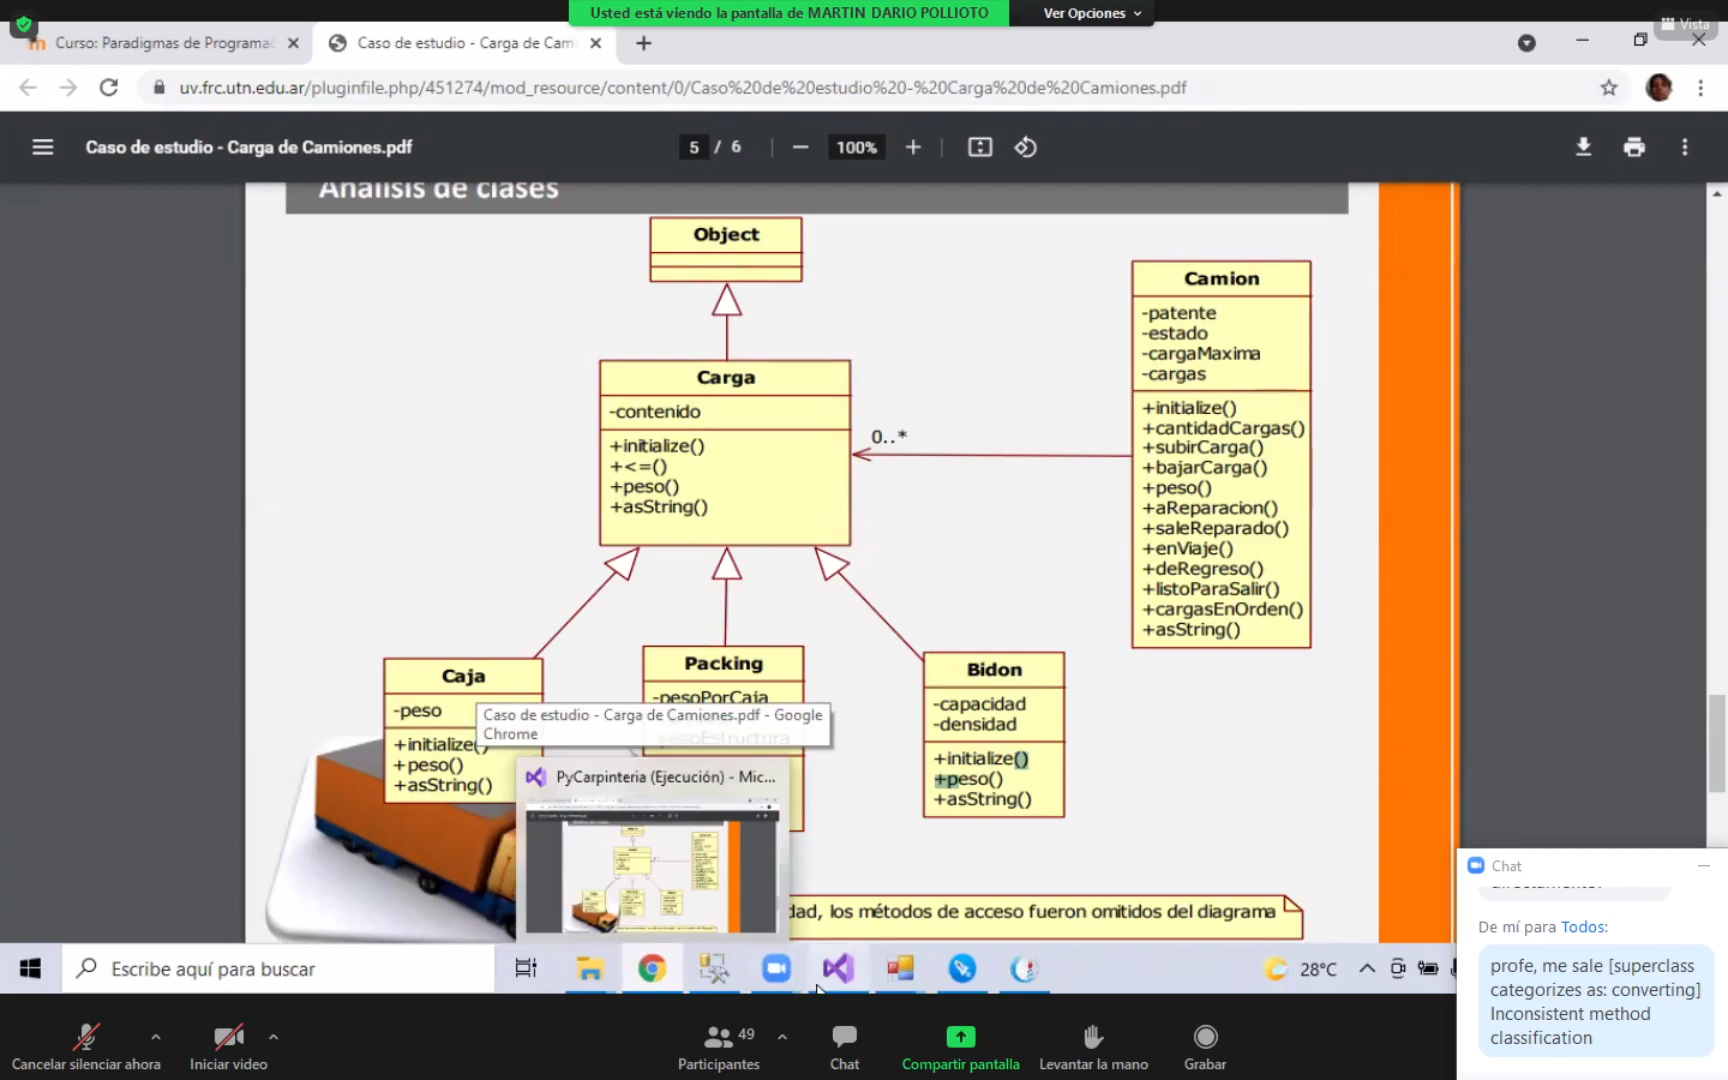 Usted está viendo la pantalla de MARTIN DARIO POLLIOTO
Ver Opciones
Vista
Curso: Paradigmas de Programac
Caso de estudio - Carga de Cam
uv.frc.utn.edu.ar/pluginfile.php/451274/mod_resource/content/0/Caso%20de%20estudio%20-%20Carga%20de%20Camiones.pdf
Caso de estudio - Carga de Camiones.pdf
5 / 6
100%
Análisis de clases
Object
Carga
-contenido
+initialize()
+<=()
+peso()
+asString()
0..*
Camion
-patente
-estado
-cargaMaxima
-cargas
+initialize()
+cantidadCargas()
+subirCarga()
+bajarCarga()
+peso()
+aReparacion()
+saleReparado()
+enViaje()
+deRegreso()
+listoParaSalir()
+cargasEnOrden()
+asString()
Caja
-peso
+initialize()
+peso()
+asString()
Packing
-pesoPorCaja
-pesoEstructura
Caso de estudio - Carga de Camiones.pdf - Google
Chrome
Bidon
-capacidad
-densidad
+initialize()
+peso()
+asString()
PyCarpinteria (Ejecución) - Mic...
dad, los métodos de acceso fueron omitidos del diagrama
Chat
De mí para Todos:
profe, me sale [superclass
categorizes as: converting]
Inconsistent method
classification
Escribe aquí para buscar
28°C
Cancelar silenciar ahora
Iniciar video
49
Participantes
Chat
Compartir pantalla
Levantar la mano
Grabar